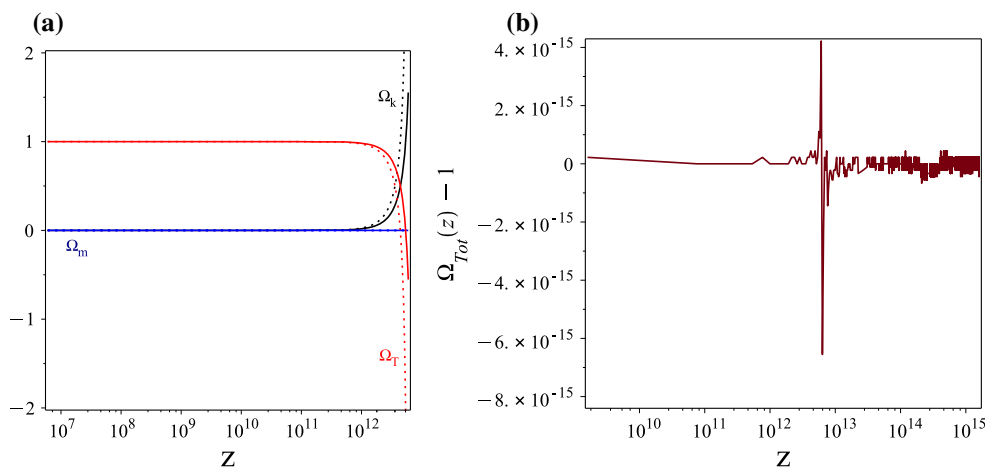 (a)
2
1
0
−1
−2
Ω_k
Ω_m
Ω_T
10^7
10^8
10^9
10^10
10^11
10^12
Z
(b)
4. × 10^-15
2. × 10^-15
0
−2. × 10^-15
−4. × 10^-15
−6. × 10^-15
−8. × 10^-15
Ω_Tot(z) − 1
10^10
10^11
10^12
10^13
10^14
10^15
Z